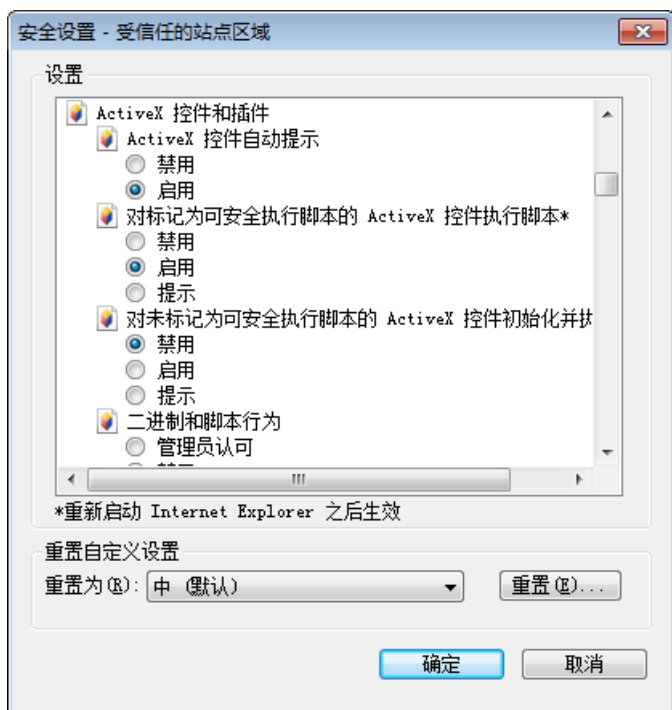 安全设置 - 受信任的站点区域
设置
ActiveX 控件和插件
ActiveX 控件自动提示
禁用
启用
对标记为可安全执行脚本的 ActiveX 控件执行脚本*
禁用
启用
提示
对未标记为可安全执行脚本的 ActiveX 控件初始化并执
禁用
启用
提示
二进制和脚本行为
管理员认可
*重新启动 Internet Explorer 之后生效
重置自定义设置
重置为(R): 中 (默认) 重置(E)...
确定 取消